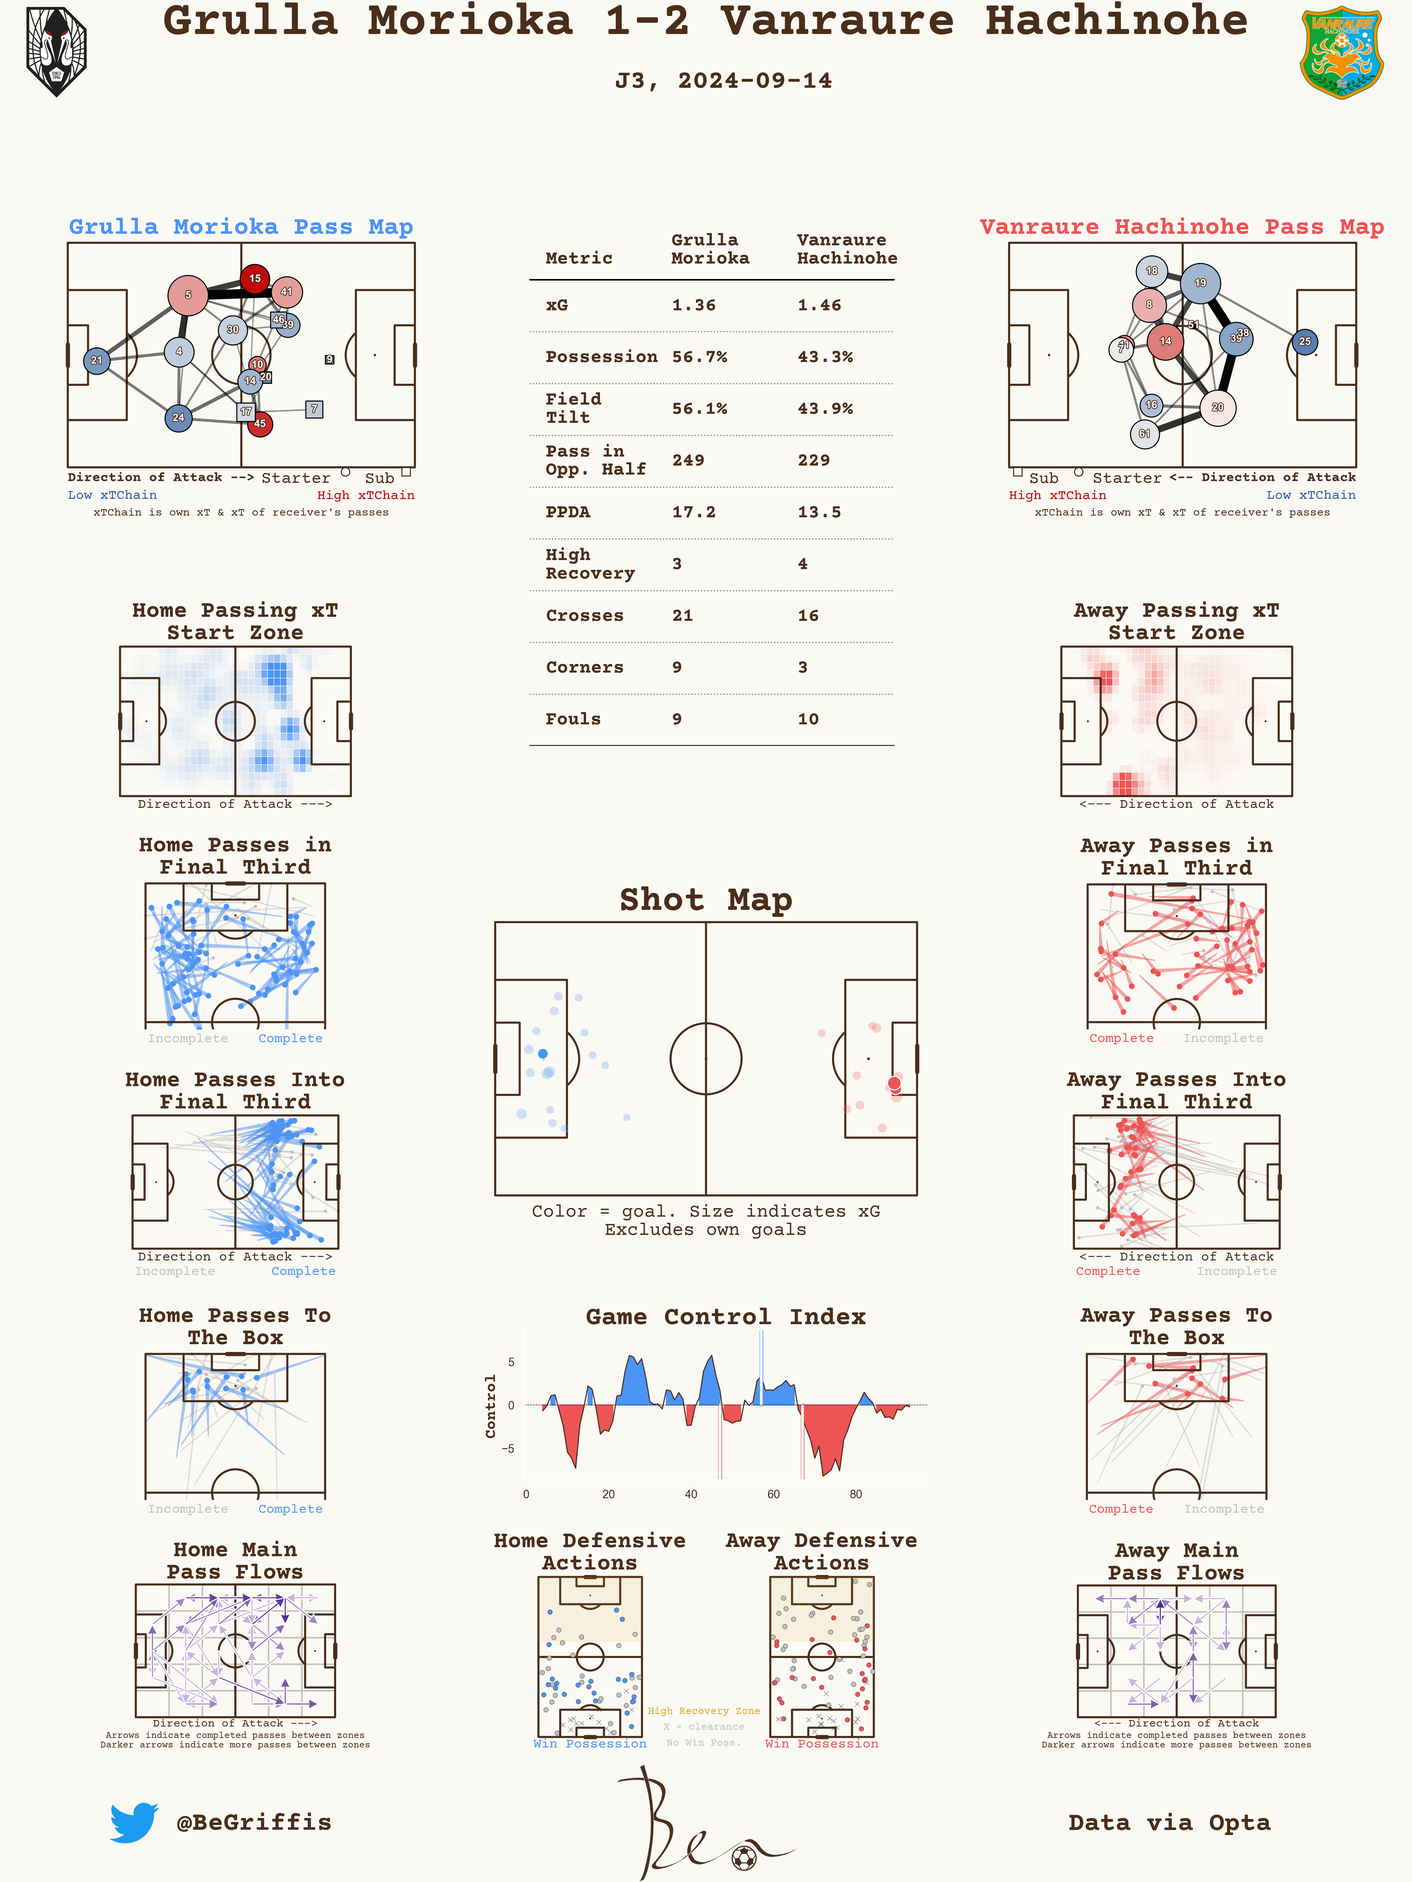 Grulla Morioka 1-2 Vanraure Hachinohe
J3, 2024-09-14
VANRAURE
HACHINOHE
Grulla Morioka Pass Map
5
15
41
46
39
30
4
21
10
20
14
9
24
17
45
7
Direction of Attack --> Starter Sub
Low xTChain High xTChain
xTChain is own xT & xT of receiver's passes
Metric Grulla Morioka Vanraure Hachinohe
xG 1.36 1.46
Possession 56.7% 43.3%
Field Tilt 56.1% 43.9%
Pass in Opp. Half 249 229
PPDA 17.2 13.5
High Recovery 3 4
Crosses 21 16
Corners 9 3
Fouls 9 10
Vanraure Hachinohe Pass Map
18
19
8
51
38
39
41
7
14
25
16
20
61
Sub Starter <-- Direction of Attack
High xTChain Low xTChain
xTChain is own xT & xT of receiver's passes
Home Passing xT
Start Zone
Direction of Attack --->
Away Passing xT
Start Zone
<--- Direction of Attack
Home Passes in
Final Third
Incomplete Complete
Away Passes in
Final Third
Complete Incomplete
Shot Map
Color = goal. Size indicates xG
Excludes own goals
Home Passes Into
Final Third
Direction of Attack --->
Incomplete Complete
Away Passes Into
Final Third
<--- Direction of Attack
Complete Incomplete
Home Passes To
The Box
Incomplete Complete
Game Control Index
Control
5
0
−5
0 20 40 60 80
Away Passes To
The Box
Complete Incomplete
Home Main
Pass Flows
Direction of Attack --->
Arrows indicate completed passes between zones
Darker arrows indicate more passes between zones
Home Defensive
Actions
Win Possession
High Recovery Zone
X = clearance
No Win Poss.
Away Defensive
Actions
Win Possession
Away Main
Pass Flows
<--- Direction of Attack
Arrows indicate completed passes between zones
Darker arrows indicate more passes between zones
@BeGriffis
Ben
Data via Opta